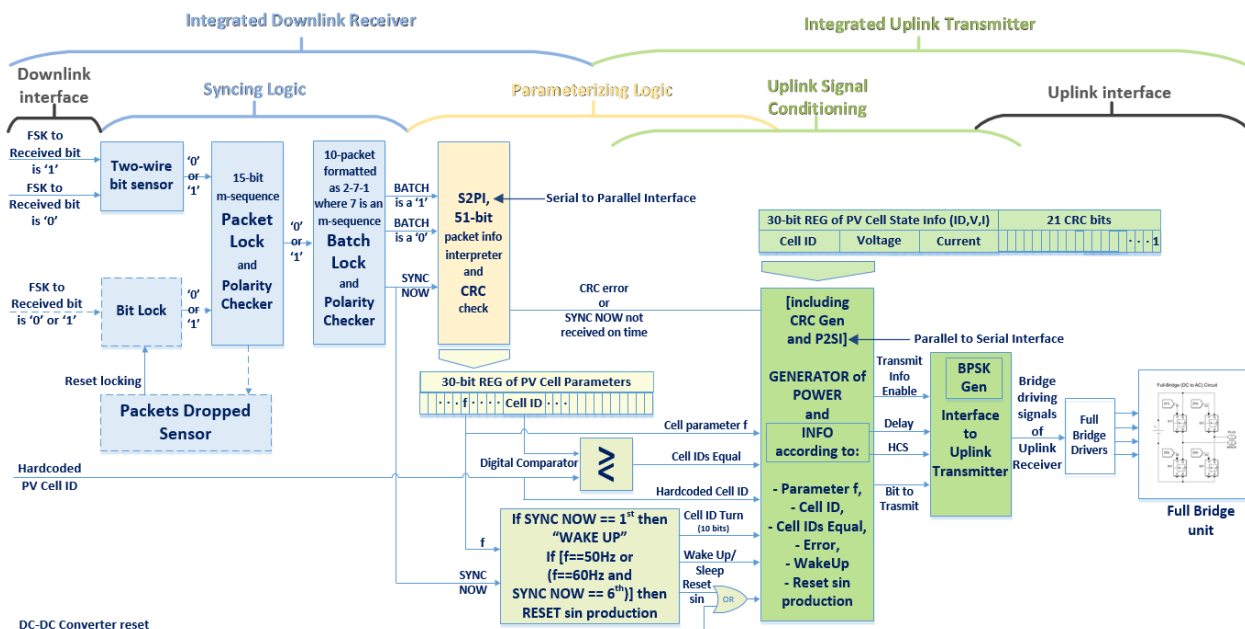 Integrated Downlink Receiver
Integrated Uplink Transmitter
Downlink
interface
Syncing Logic
Parameterizing Logic
Uplink Signal
Conditioning
Uplink interface
FSK to
Received bit
is ‘1’
FSK to
Received bit
is ‘0’
Two-wire
bit sensor
‘0’
or
‘1’
15-bit
m-sequence
Packet
Lock
and
Polarity
Checker
‘0’
or
‘1’
10-packet
formatted
as 2-7-1
where 7 is an
m-sequence
Batch
Lock
and
Polarity
Checker
BATCH
is a ‘1’
BATCH
is a ‘0’
SYNC
NOW
S2PI,
51-bit
packet info
interpreter
and
CRC
check
Serial to Parallel Interface
30-bit REG of PV Cell State Info (ID,V,I)
21 CRC bits
Cell ID
Voltage
Current
· · · 1
FSK to
Received bit
is ‘0’ or ‘1’
Bit Lock
‘0’
or
‘1’
CRC error
or
SYNC NOW not
received on time
Reset locking
Packets Dropped
Sensor
30-bit REG of PV Cell Parameters
· · · f · · · · Cell ID · · ·
[including
CRC Gen
and P2SI]
Parallel to Serial Interface
GENERATOR of
POWER
and
INFO
according to:
- Parameter f,
- Cell ID,
- Cell IDs Equal,
- Error,
- WakeUp
- Reset sin
production
Transmit
Info
Enable
Delay
HCS
Bit to
Trasmit
BPSK
Gen
Interface
to
Uplink
Transmitter
Bridge
driving
signals
of
Uplink
Receiver
Full
Bridge
Drivers
Full-Bridge (DC to AC) Circuit
Full Bridge
unit
Cell parameter f
Digital Comparator
≷
Cell IDs Equal
Hardcoded
PV Cell ID
Hardcoded Cell ID
f
SYNC
NOW
If SYNC NOW == 1st then
“WAKE UP”
If [f==50Hz or
(f==60Hz and
SYNC NOW == 6th)] then
RESET sin production
Cell ID Turn
(10 bits)
Wake Up/
Sleep
Reset
sin
OR
DC-DC Converter reset